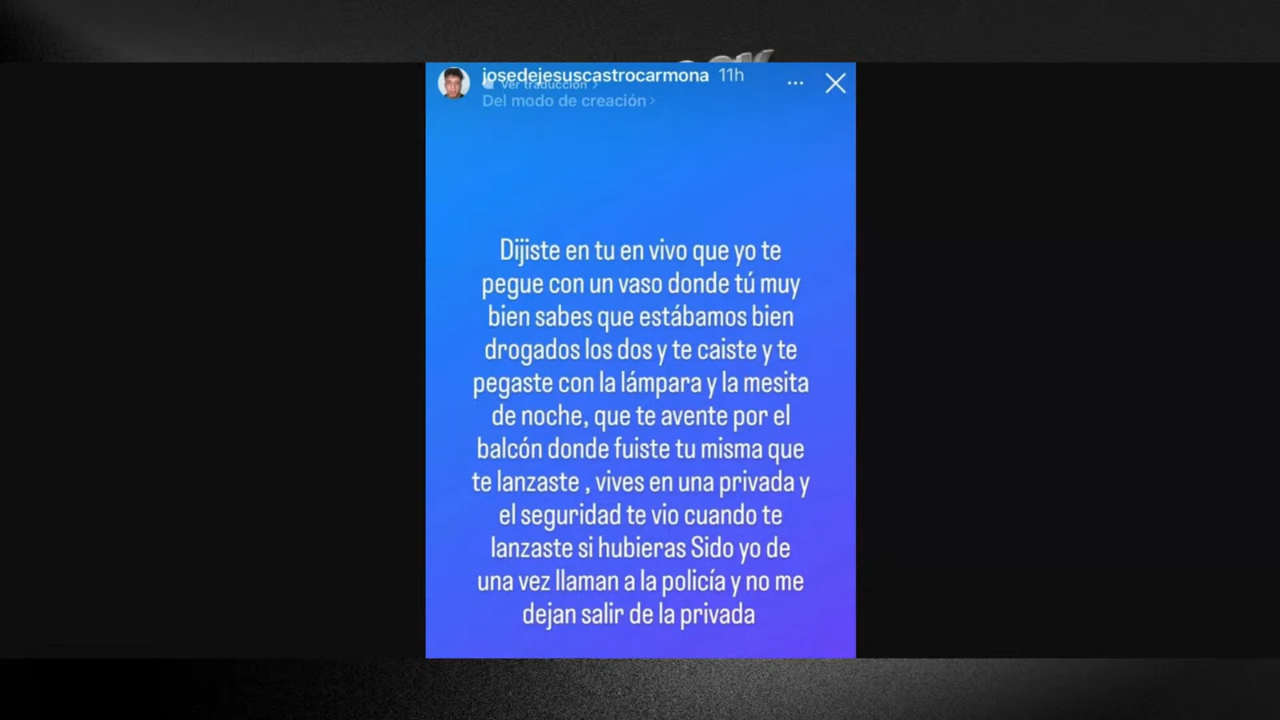 josedejesuscastrocarmona 11h
Ver traducción >
Del modo de creación >
Dijiste en tu en vivo que yo te
pegue con un vaso donde tú muy
bien sabes que estábamos bien
drogados los dos y te caiste y te
pegaste con la lámpara y la mesita
de noche, que te avente por el
balcón donde fuiste tu misma que
te lanzaste , vives en una privada y
el seguridad te vio cuando te
lanzaste si hubieras Sido yo de
una vez llaman a la policía y no me
dejan salir de la privada